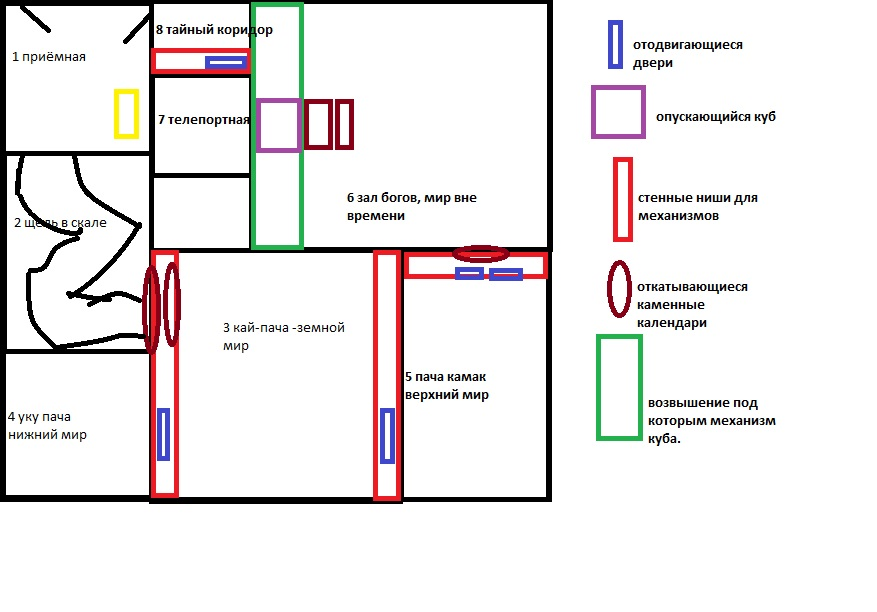 8 тайный коридор
1 приёмная
7 телепортная
2 щель в скале
6 зал богов, мир вне
времени
3 кай-пача -земной
мир
5 пача камак
верхний мир
4 уку пача
нижний мир
отодвигающиеся
двери
опускающийся куб
стенные ниши для
механизмов
откатывающиеся
каменные
календари
возвышение под
которым механизм
куба.